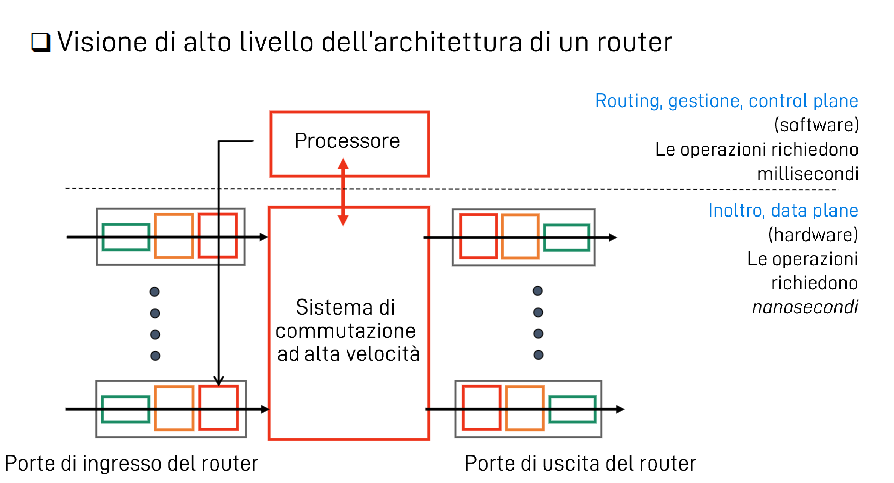 Visione di alto livello dell'architettura di un router
Routing, gestione, control plane
(software)
Le operazioni richiedono
millisecondi
Processore
Inoltro, data plane
(hardware)
Le operazioni
richiedono
nanosecondi
Sistema di
commutazione
ad alta velocità
Porte di ingresso del router
Porte di uscita del router